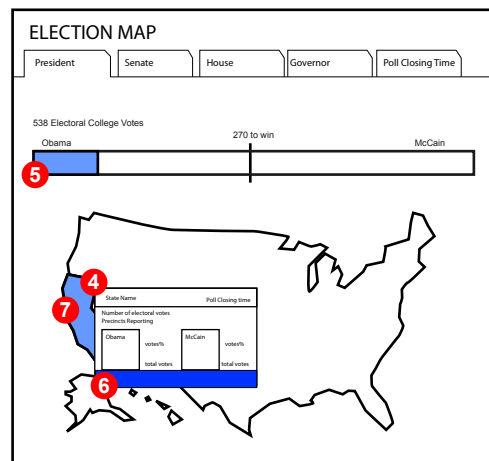 ELECTION MAP
President Senate House Governor Poll Closing Time
538 Electoral College Votes
270 to win
Obama McCain
5
4
State Name Poll Closing time
7
Number of electoral votes
Precincts Reporting
Obama McCain
votes% votes%
total votes total votes
6